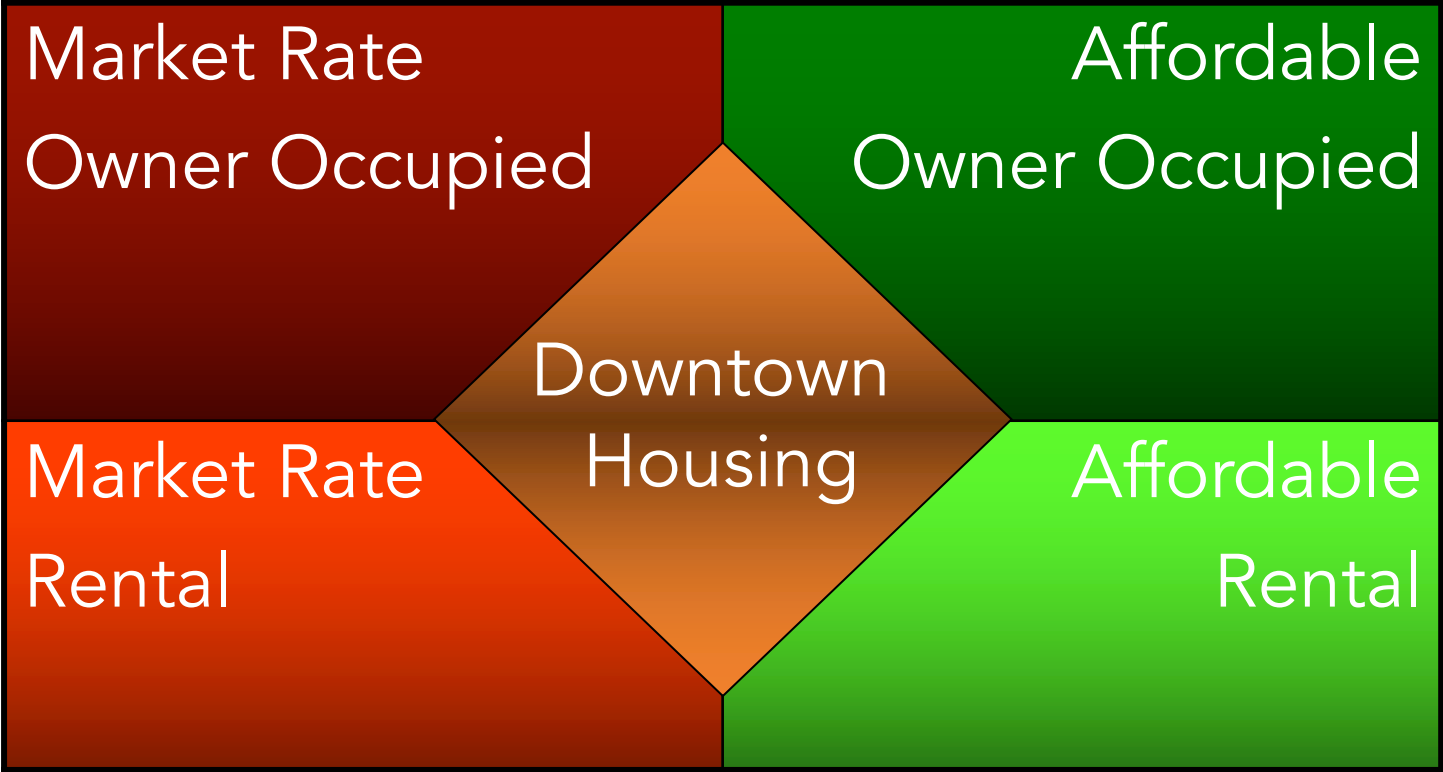 Market Rate
Owner Occupied
Affordable
Owner Occupied
Downtown
Housing
Market Rate
Rental
Affordable
Rental